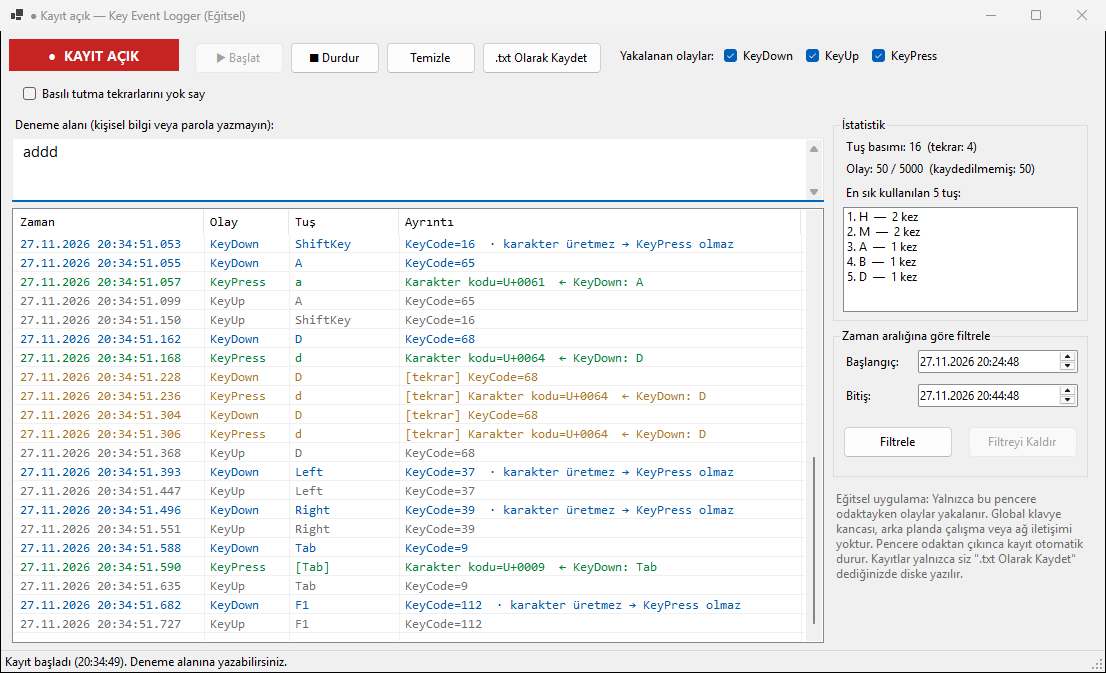 ● Kayıt açık — Key Event Logger (Eğitsel)
● KAYIT AÇIK
▶ Başlat
■ Durdur
Temizle
.txt Olarak Kaydet
Yakalanan olaylar:
KeyDown
KeyUp
KeyPress
Basılı tutma tekrarlarını yok say
Deneme alanı (kişisel bilgi veya parola yazmayın):
addd
Zaman Olay Tuş Ayrıntı
27.11.2026 20:34:51.053 KeyDown ShiftKey KeyCode=16 · karakter üretmez → KeyPress olmaz
27.11.2026 20:34:51.055 KeyDown A KeyCode=65
27.11.2026 20:34:51.057 KeyPress a Karakter kodu=U+0061 ← KeyDown: A
27.11.2026 20:34:51.099 KeyUp A KeyCode=65
27.11.2026 20:34:51.150 KeyUp ShiftKey KeyCode=16
27.11.2026 20:34:51.162 KeyDown D KeyCode=68
27.11.2026 20:34:51.168 KeyPress d Karakter kodu=U+0064 ← KeyDown: D
27.11.2026 20:34:51.228 KeyDown D [tekrar] KeyCode=68
27.11.2026 20:34:51.236 KeyPress d [tekrar] Karakter kodu=U+0064 ← KeyDown: D
27.11.2026 20:34:51.304 KeyDown D [tekrar] KeyCode=68
27.11.2026 20:34:51.306 KeyPress d [tekrar] Karakter kodu=U+0064 ← KeyDown: D
27.11.2026 20:34:51.368 KeyUp D KeyCode=68
27.11.2026 20:34:51.393 KeyDown Left KeyCode=37 · karakter üretmez → KeyPress olmaz
27.11.2026 20:34:51.447 KeyUp Left KeyCode=37
27.11.2026 20:34:51.496 KeyDown Right KeyCode=39 · karakter üretmez → KeyPress olmaz
27.11.2026 20:34:51.551 KeyUp Right KeyCode=39
27.11.2026 20:34:51.588 KeyDown Tab KeyCode=9
27.11.2026 20:34:51.590 KeyPress [Tab] Karakter kodu=U+0009 ← KeyDown: Tab
27.11.2026 20:34:51.635 KeyUp Tab KeyCode=9
27.11.2026 20:34:51.682 KeyDown F1 KeyCode=112 · karakter üretmez → KeyPress olmaz
27.11.2026 20:34:51.727 KeyUp F1 KeyCode=112
İstatistik
Tuş basımı: 16 (tekrar: 4)
Olay: 50 / 5000 (kaydedilmemiş: 50)
En sık kullanılan 5 tuş:
1. H — 2 kez
2. M — 2 kez
3. A — 1 kez
4. B — 1 kez
5. D — 1 kez
Zaman aralığına göre filtrele
Başlangıç: 27.11.2026 20:24:48
Bitiş: 27.11.2026 20:44:48
Filtrele
Filtreyi Kaldır
Eğitsel uygulama: Yalnızca bu pencere
odaktayken olaylar yakalanır. Global klavye
kancası, arka planda çalışma veya ağ iletişimi
yoktur. Pencere odaktan çıkınca kayıt otomatik
durur. Kayıtlar yalnızca siz ".txt Olarak Kaydet"
dediğinizde diske yazılır.
Kayıt başladı (20:34:49). Deneme alanına yazabilirsiniz.